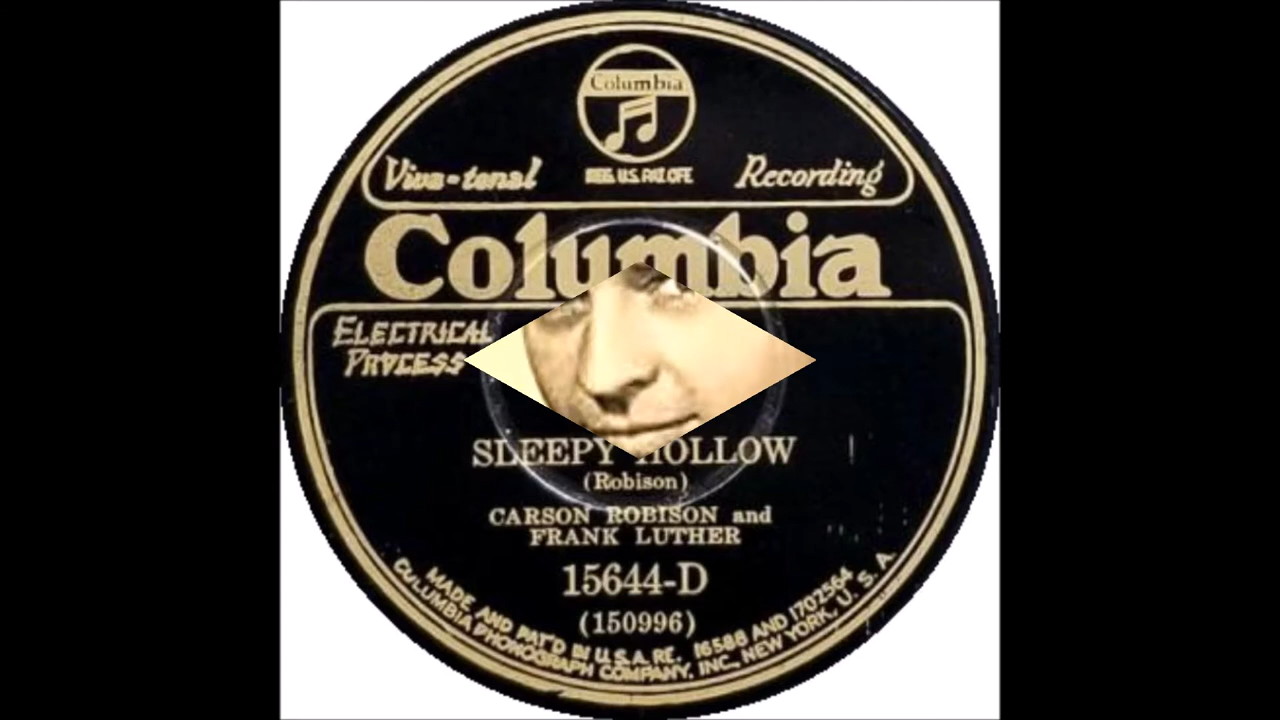 Columbia
Viva-tonal REG. U.S. PAT. OFF. Recording
Columbia
ELECTRICAL
PROCESS
SLEEPY HOLLOW
(Robison)
CARSON ROBISON and
FRANK LUTHER
15644-D
(150996)
MADE AND PAT'D IN U.S.A. RE. 16588 AND 1702564
COLUMBIA PHONOGRAPH COMPANY, INC., NEW YORK, U. S. A.